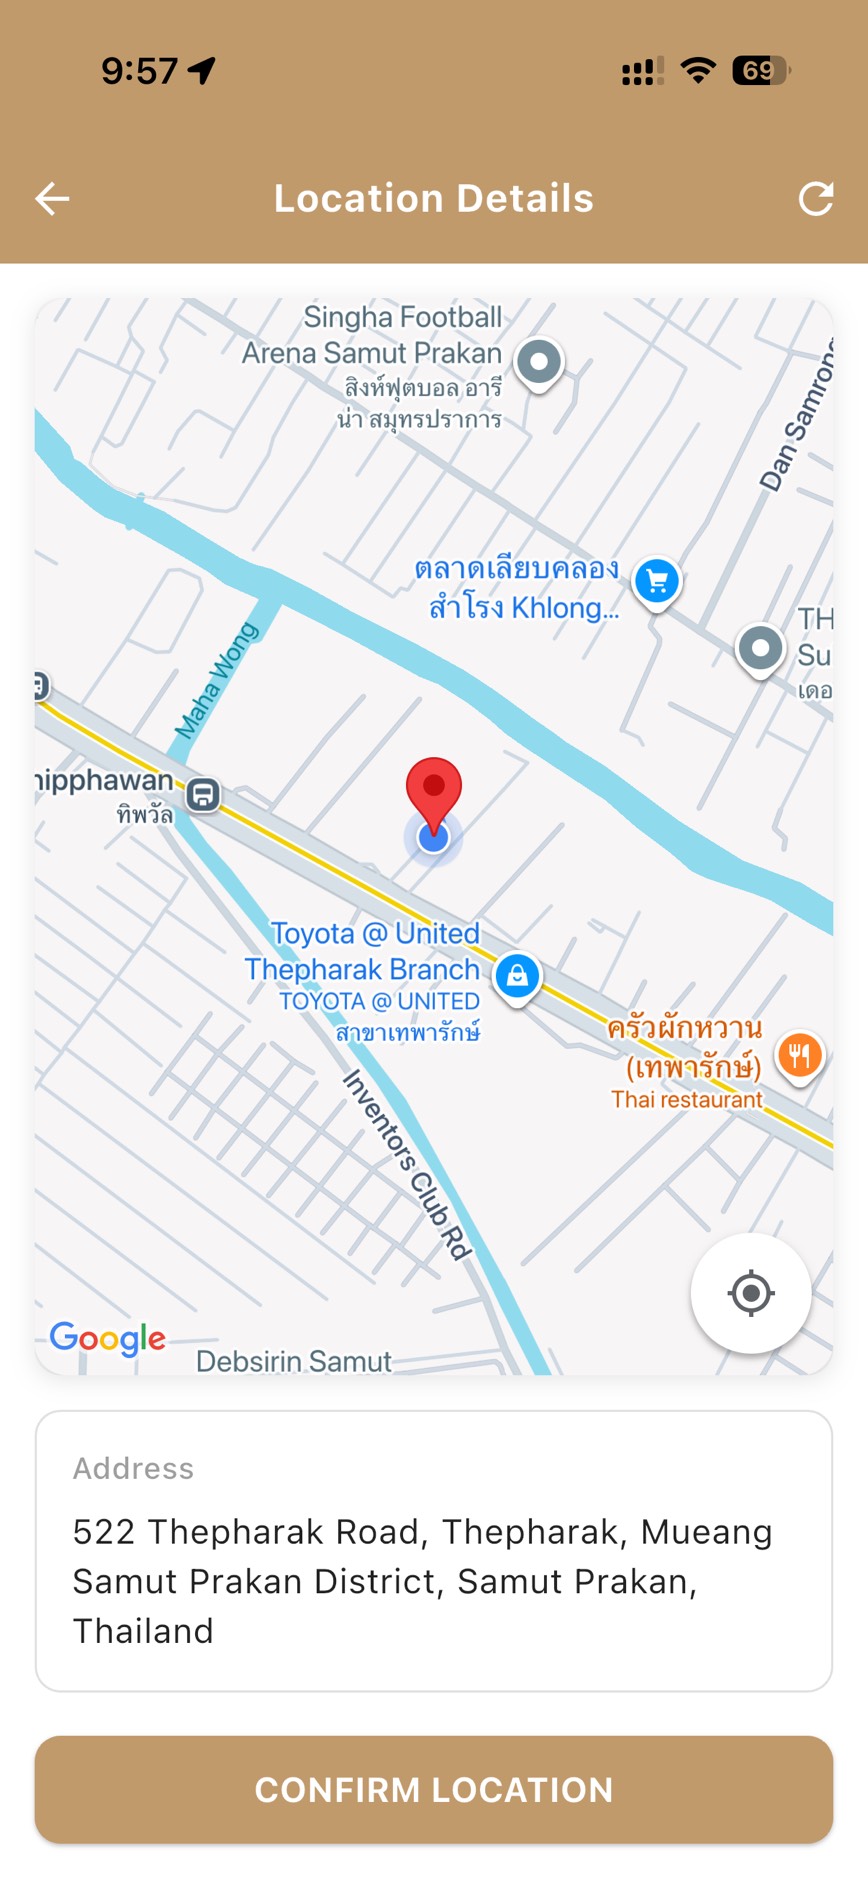 9:57
69
Location Details
Singha Football
Arena Samut Prakan
สิงห์ฟุตบอล อารี
น่า สมุทรปราการ
Dan Samrong
ตลาดเลียบคลอง
สำโรง Khlong...
TH
Su
เดอ
Maha Wong
hipphawan
ทิพวัล
Toyota @ United
Thepharak Branch
TOYOTA @ UNITED
สาขาเทพารักษ์
ครัวผักหวาน
(เทพารักษ์)
Thai restaurant
Inventors Club Rd
Google
Debsirin Samut
Address
522 Thepharak Road, Thepharak, Mueang
Samut Prakan District, Samut Prakan,
Thailand
CONFIRM LOCATION